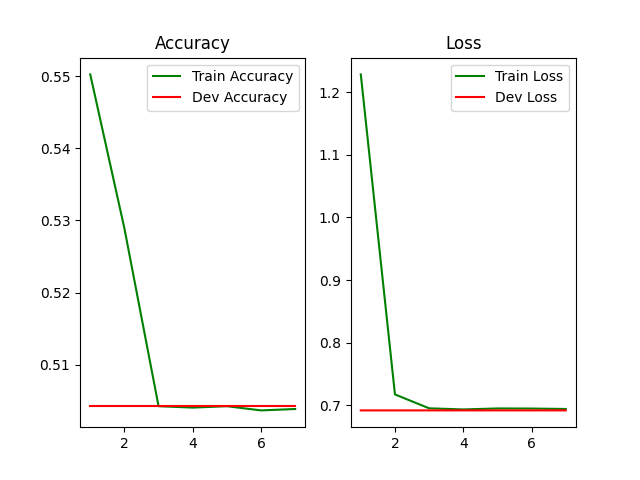 Accuracy
Train Accuracy
Dev Accuracy
0.55
0.54
0.53
0.52
0.51
2 4 6
Loss
Train Loss
Dev Loss
1.2
1.1
1.0
0.9
0.8
0.7
2 4 6